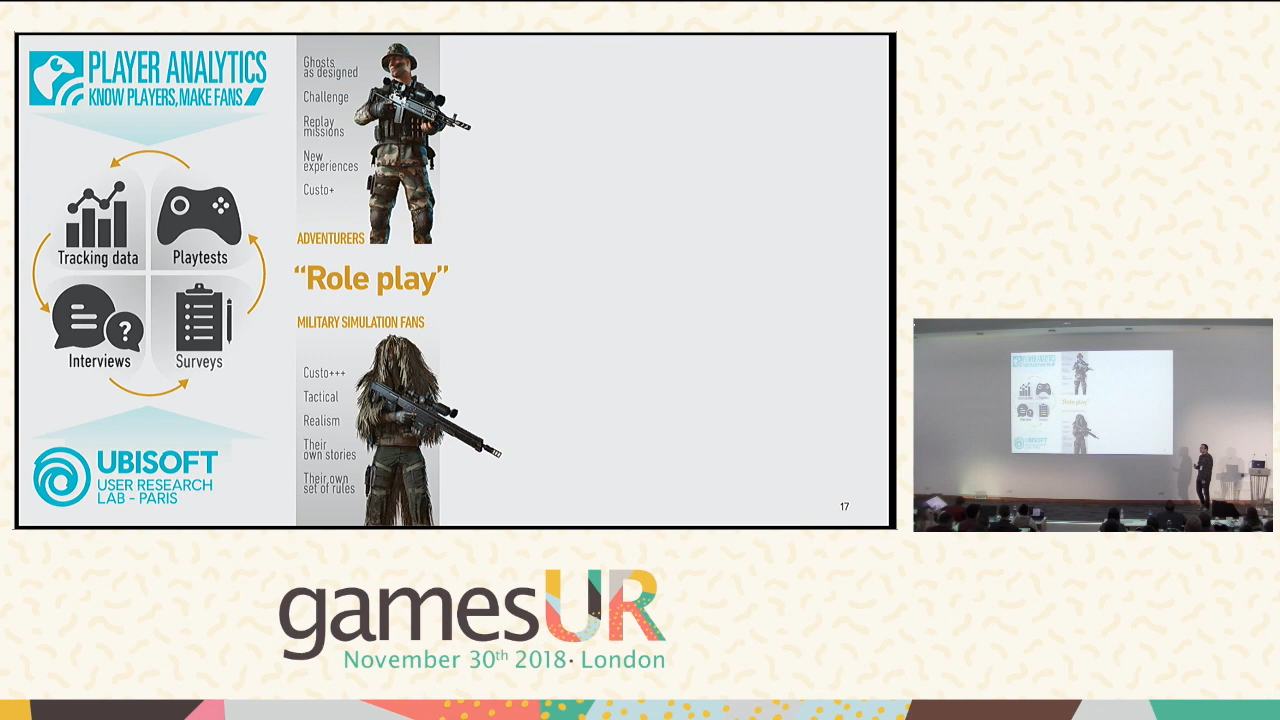 PLAYER ANALYTICS
KNOW PLAYERS, MAKE FANS
Tracking data
Playtests
Interviews
?
Surveys
UBISOFT
USER RESEARCH
LAB - PARIS
Ghosts
as designed
Challenge
Replay
missions
New
experiences
Custo+
ADVENTURERS
“Role play”
MILITARY SIMULATION FANS
Custo+++
Tactical
Realism
Their
own stories
Their own
set of rules
17
gamesUR
November 30th 2018 · London